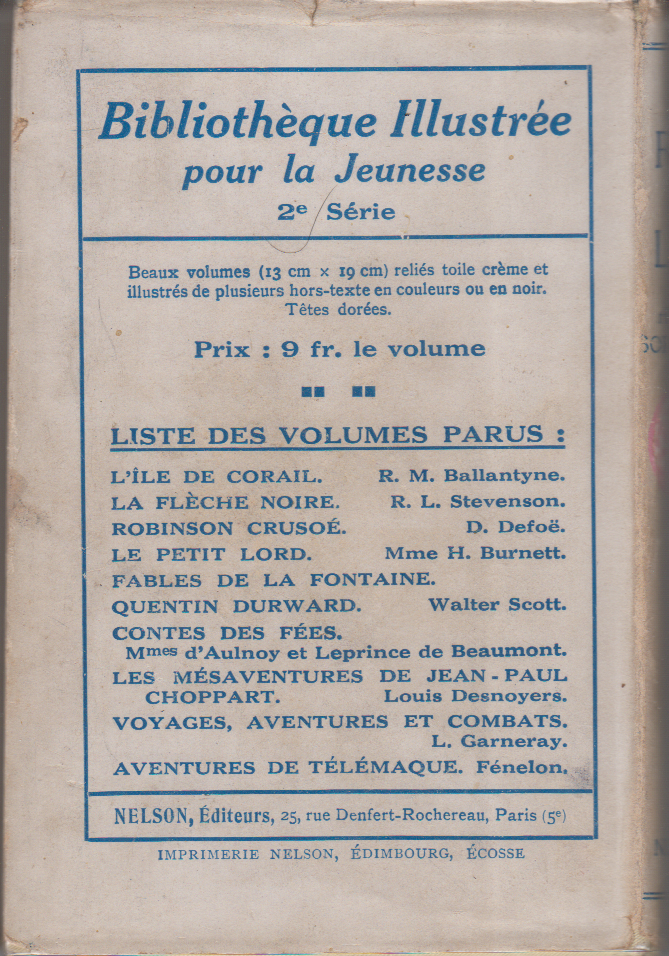 Bibliothèque Illustrée
pour la Jeunesse
2e Série
Beaux volumes (13 cm × 19 cm) reliés toile crème et
illustrés de plusieurs hors-texte en couleurs ou en noir.
Têtes dorées.
Prix : 9 fr. le volume
LISTE DES VOLUMES PARUS :
L'ÎLE DE CORAIL. R. M. Ballantyne.
LA FLÈCHE NOIRE. R. L. Stevenson.
ROBINSON CRUSOÉ. D. Defoë.
LE PETIT LORD. Mme H. Burnett.
FABLES DE LA FONTAINE.
QUENTIN DURWARD. Walter Scott.
CONTES DES FÉES.
Mmes d'Aulnoy et Leprince de Beaumont.
LES MÉSAVENTURES DE JEAN-PAUL
CHOPPART. Louis Desnoyers.
VOYAGES, AVENTURES ET COMBATS.
L. Garneray.
AVENTURES DE TÉLÉMAQUE. Fénelon.
NELSON, Éditeurs, 25, rue Denfert-Rochereau, Paris (5e)
IMPRIMERIE NELSON, ÉDIMBOURG, ÉCOSSE